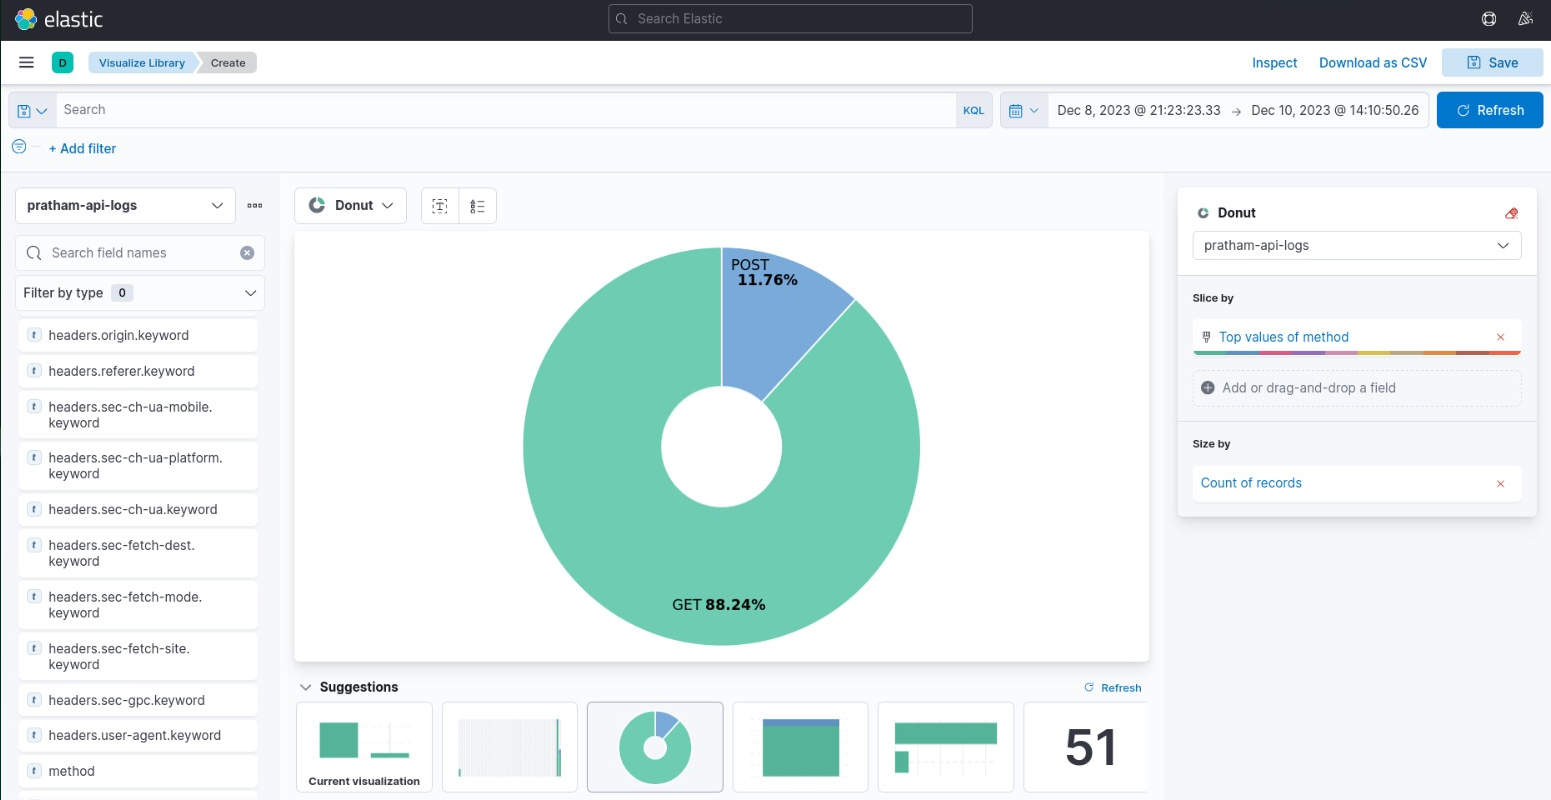 elastic
Search Elastic
D
Visualize Library
Create
Inspect
Download as CSV
Save
Search
KQL
Dec 8, 2023 @ 21:23:23.33 → Dec 10, 2023 @ 14:10:50.26
Refresh
+ Add filter
pratham-api-logs
Search field names
Filter by type 0
t headers.origin.keyword
t headers.referer.keyword
t headers.sec-ch-ua-mobile.
keyword
t headers.sec-ch-ua-platform.
keyword
t headers.sec-ch-ua.keyword
t headers.sec-fetch-dest.
keyword
t headers.sec-fetch-mode.
keyword
t headers.sec-fetch-site.
keyword
t headers.sec-gpc.keyword
t headers.user-agent.keyword
t method
Donut
POST
11.76%
GET 88.24%
Suggestions
Refresh
Current visualization
51
Donut
pratham-api-logs
Slice by
Top values of method
Add or drag-and-drop a field
Size by
Count of records